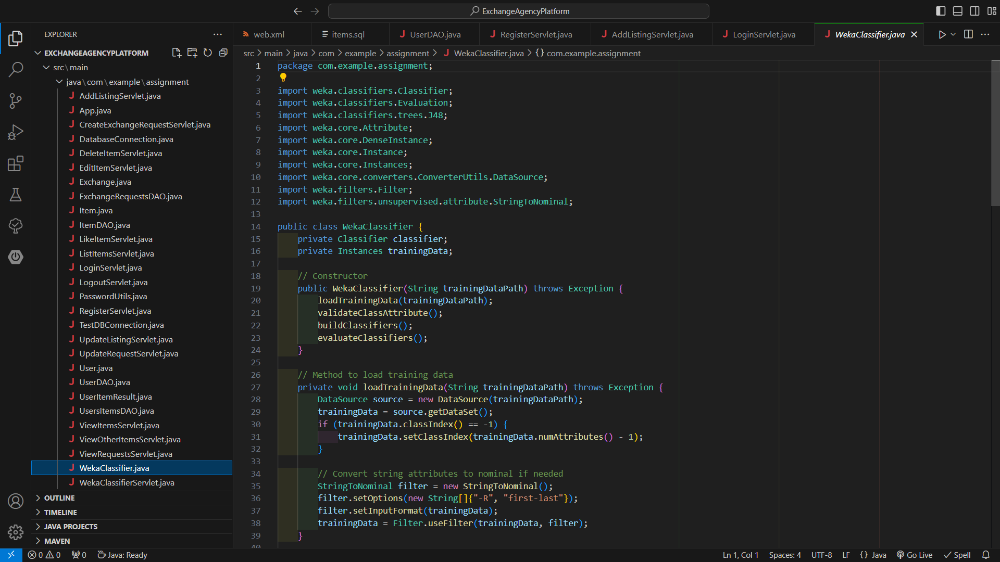 ExchangeAgencyPlatform
EXPLORER
EXCHANGEAGENCYPLATFORM
src\main
java\com\example\assignment
AddListingServlet.java
App.java
CreateExchangeRequestServlet.java
DatabaseConnection.java
DeleteItemServlet.java
EditItemServlet.java
Exchange.java
ExchangeRequestsDAO.java
Item.java
ItemDAO.java
LikeItemServlet.java
ListItemsServlet.java
LoginServlet.java
LogoutServlet.java
PasswordUtils.java
RegisterServlet.java
TestDBConnection.java
UpdateListingServlet.java
UpdateRequestServlet.java
User.java
UserDAO.java
UserItemResult.java
UsersItemsDAO.java
ViewItemsServlet.java
ViewOtherItemsServlet.java
ViewRequestsServlet.java
WekaClassifier.java
WekaClassifierServlet.java
OUTLINE
TIMELINE
JAVA PROJECTS
MAVEN
web.xml items.sql UserDAO.java RegisterServlet.java AddListingServlet.java LoginServlet.java WekaClassifier.java
src > main > java > com > example > assignment > WekaClassifier.java > {} com.example.assignment
1 package com.example.assignment;
2
3 import weka.classifiers.Classifier;
4 import weka.classifiers.Evaluation;
5 import weka.classifiers.trees.J48;
6 import weka.core.Attribute;
7 import weka.core.DenseInstance;
8 import weka.core.Instance;
9 import weka.core.Instances;
10 import weka.core.converters.ConverterUtils.DataSource;
11 import weka.filters.Filter;
12 import weka.filters.unsupervised.attribute.StringToNominal;
13
14 public class WekaClassifier {
15 private Classifier classifier;
16 private Instances trainingData;
17
18 // Constructor
19 public WekaClassifier(String trainingDataPath) throws Exception {
20 loadTrainingData(trainingDataPath);
21 validateClassAttribute();
22 buildClassifiers();
23 evaluateClassifiers();
24 }
25
26 // Method to load training data
27 private void loadTrainingData(String trainingDataPath) throws Exception {
28 DataSource source = new DataSource(trainingDataPath);
29 trainingData = source.getDataSet();
30 if (trainingData.classIndex() == -1) {
31 trainingData.setClassIndex(trainingData.numAttributes() - 1);
32 }
33
34 // Convert string attributes to nominal if needed
35 StringToNominal filter = new StringToNominal();
36 filter.setOptions(new String[]{"-R", "first-last"});
37 filter.setInputFormat(trainingData);
38 trainingData = Filter.useFilter(trainingData, filter);
39 }
40
0 0 0 Java: Ready Ln 1, Col 1 Spaces: 4 UTF-8 LF {} Java Go Live Spell